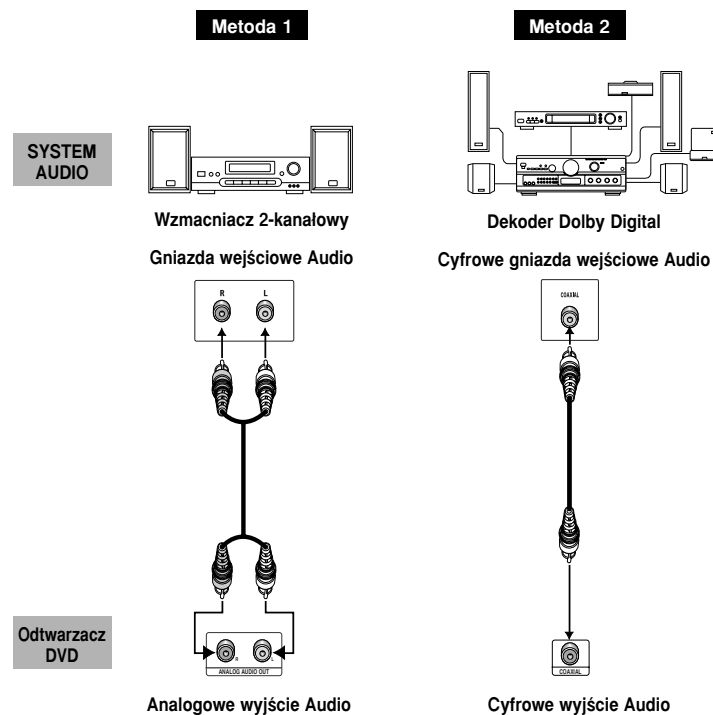 Metoda 1
Metoda 2
SYSTEM
AUDIO
Wzmacniacz 2-kanałowy
Dekoder Dolby Digital
Gniazda wejściowe Audio
Cyfrowe gniazda wejściowe Audio
R L
COAXIAL
Odtwarzacz
DVD
R L
ANALOG AUDIO OUT
COAXIAL
Analogowe wyjście Audio
Cyfrowe wyjście Audio